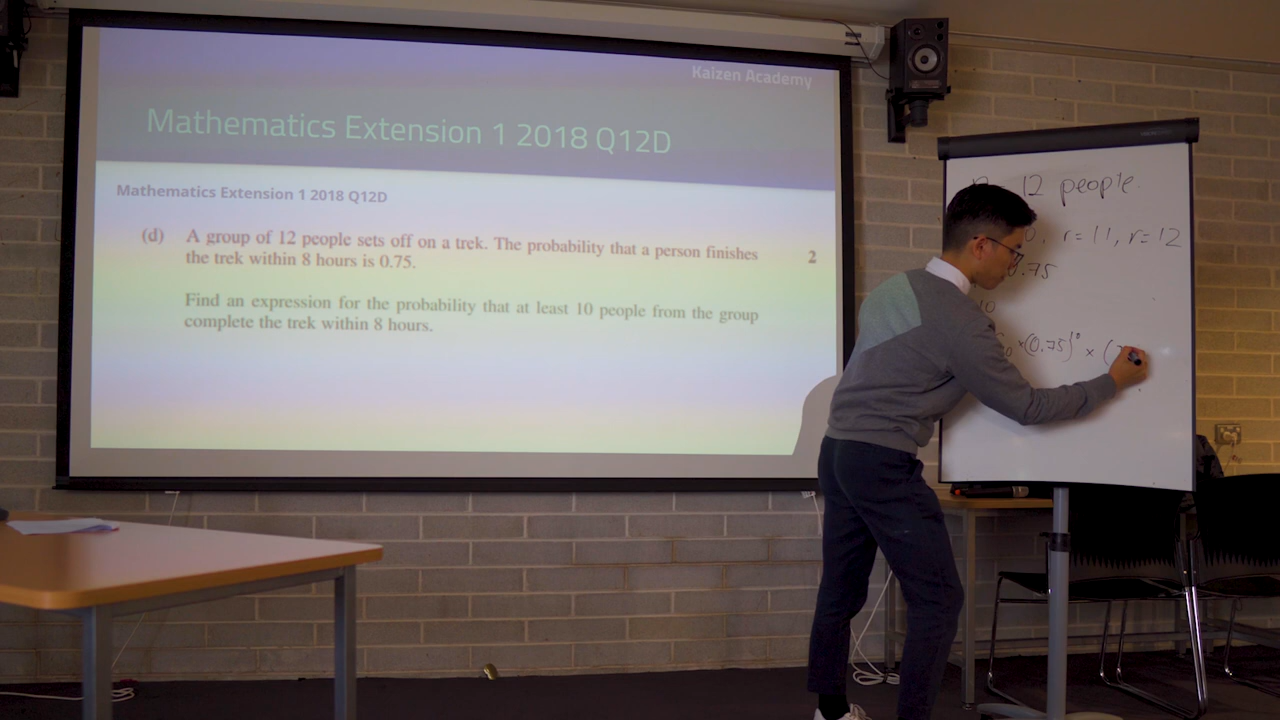 Kaizen Academy
Mathematics Extension 1 2018 Q12D
Mathematics Extension 1 2018 Q12D
(d) A group of 12 people sets off on a trek. The probability that a person finishes 2
the trek within 8 hours is 0.75.
Find an expression for the probability that at least 10 people from the group
complete the trek within 8 hours.
12 people.
r=11, r=12
0.75
10
×(0.75) × (